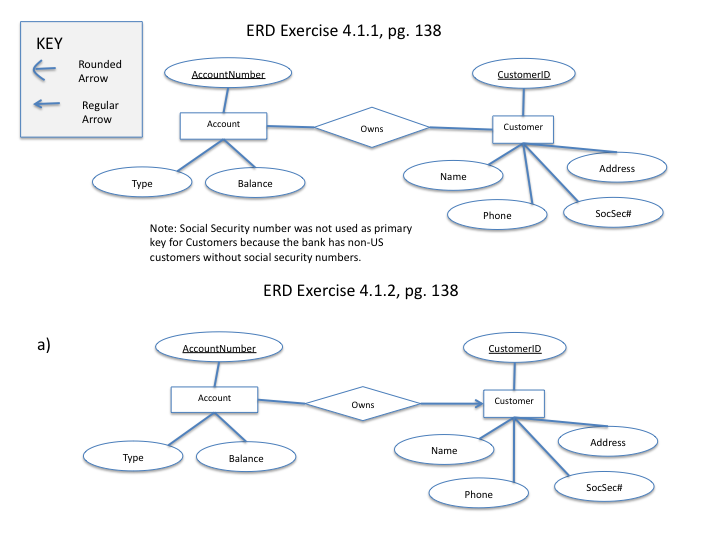 ERD Exercise 4.1.1, pg. 138
KEY
Rounded
Arrow
Regular
Arrow
AccountNumber
CustomerID
Account
Owns
Customer
Type
Balance
Name
Address
Phone
SocSec#
Note: Social Security number was not used as primary
key for Customers because the bank has non-US
customers without social security numbers.
ERD Exercise 4.1.2, pg. 138
a)
AccountNumber
CustomerID
Account
Owns
Customer
Type
Balance
Name
Address
Phone
SocSec#